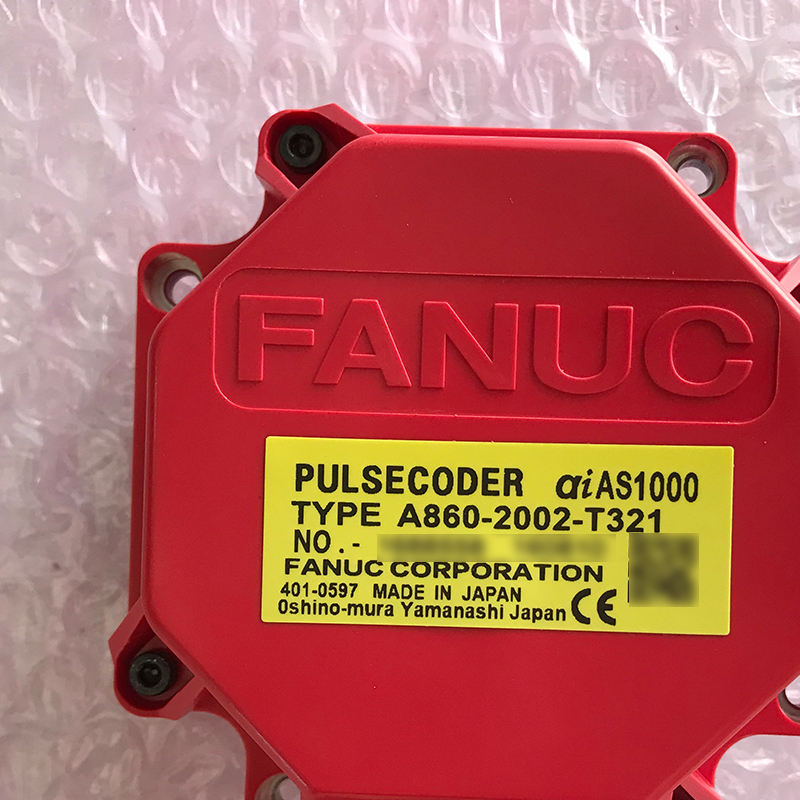 FANUC
PULSECODER αiAS1000
TYPE A860-2002-T321
NO.-
FANUC CORPORATION
401-0597 MADE IN JAPAN
Oshino-mura Yamanashi Japan CE